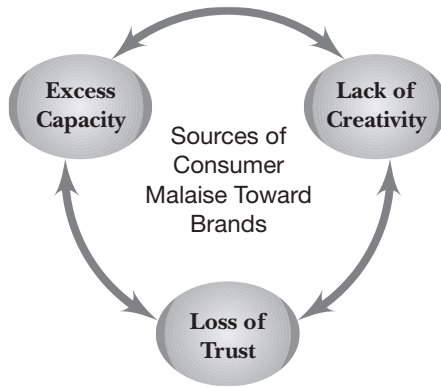 Excess
Capacity
Lack of
Creativity
Sources of
Consumer
Malaise Toward
Brands
Loss of
Trust